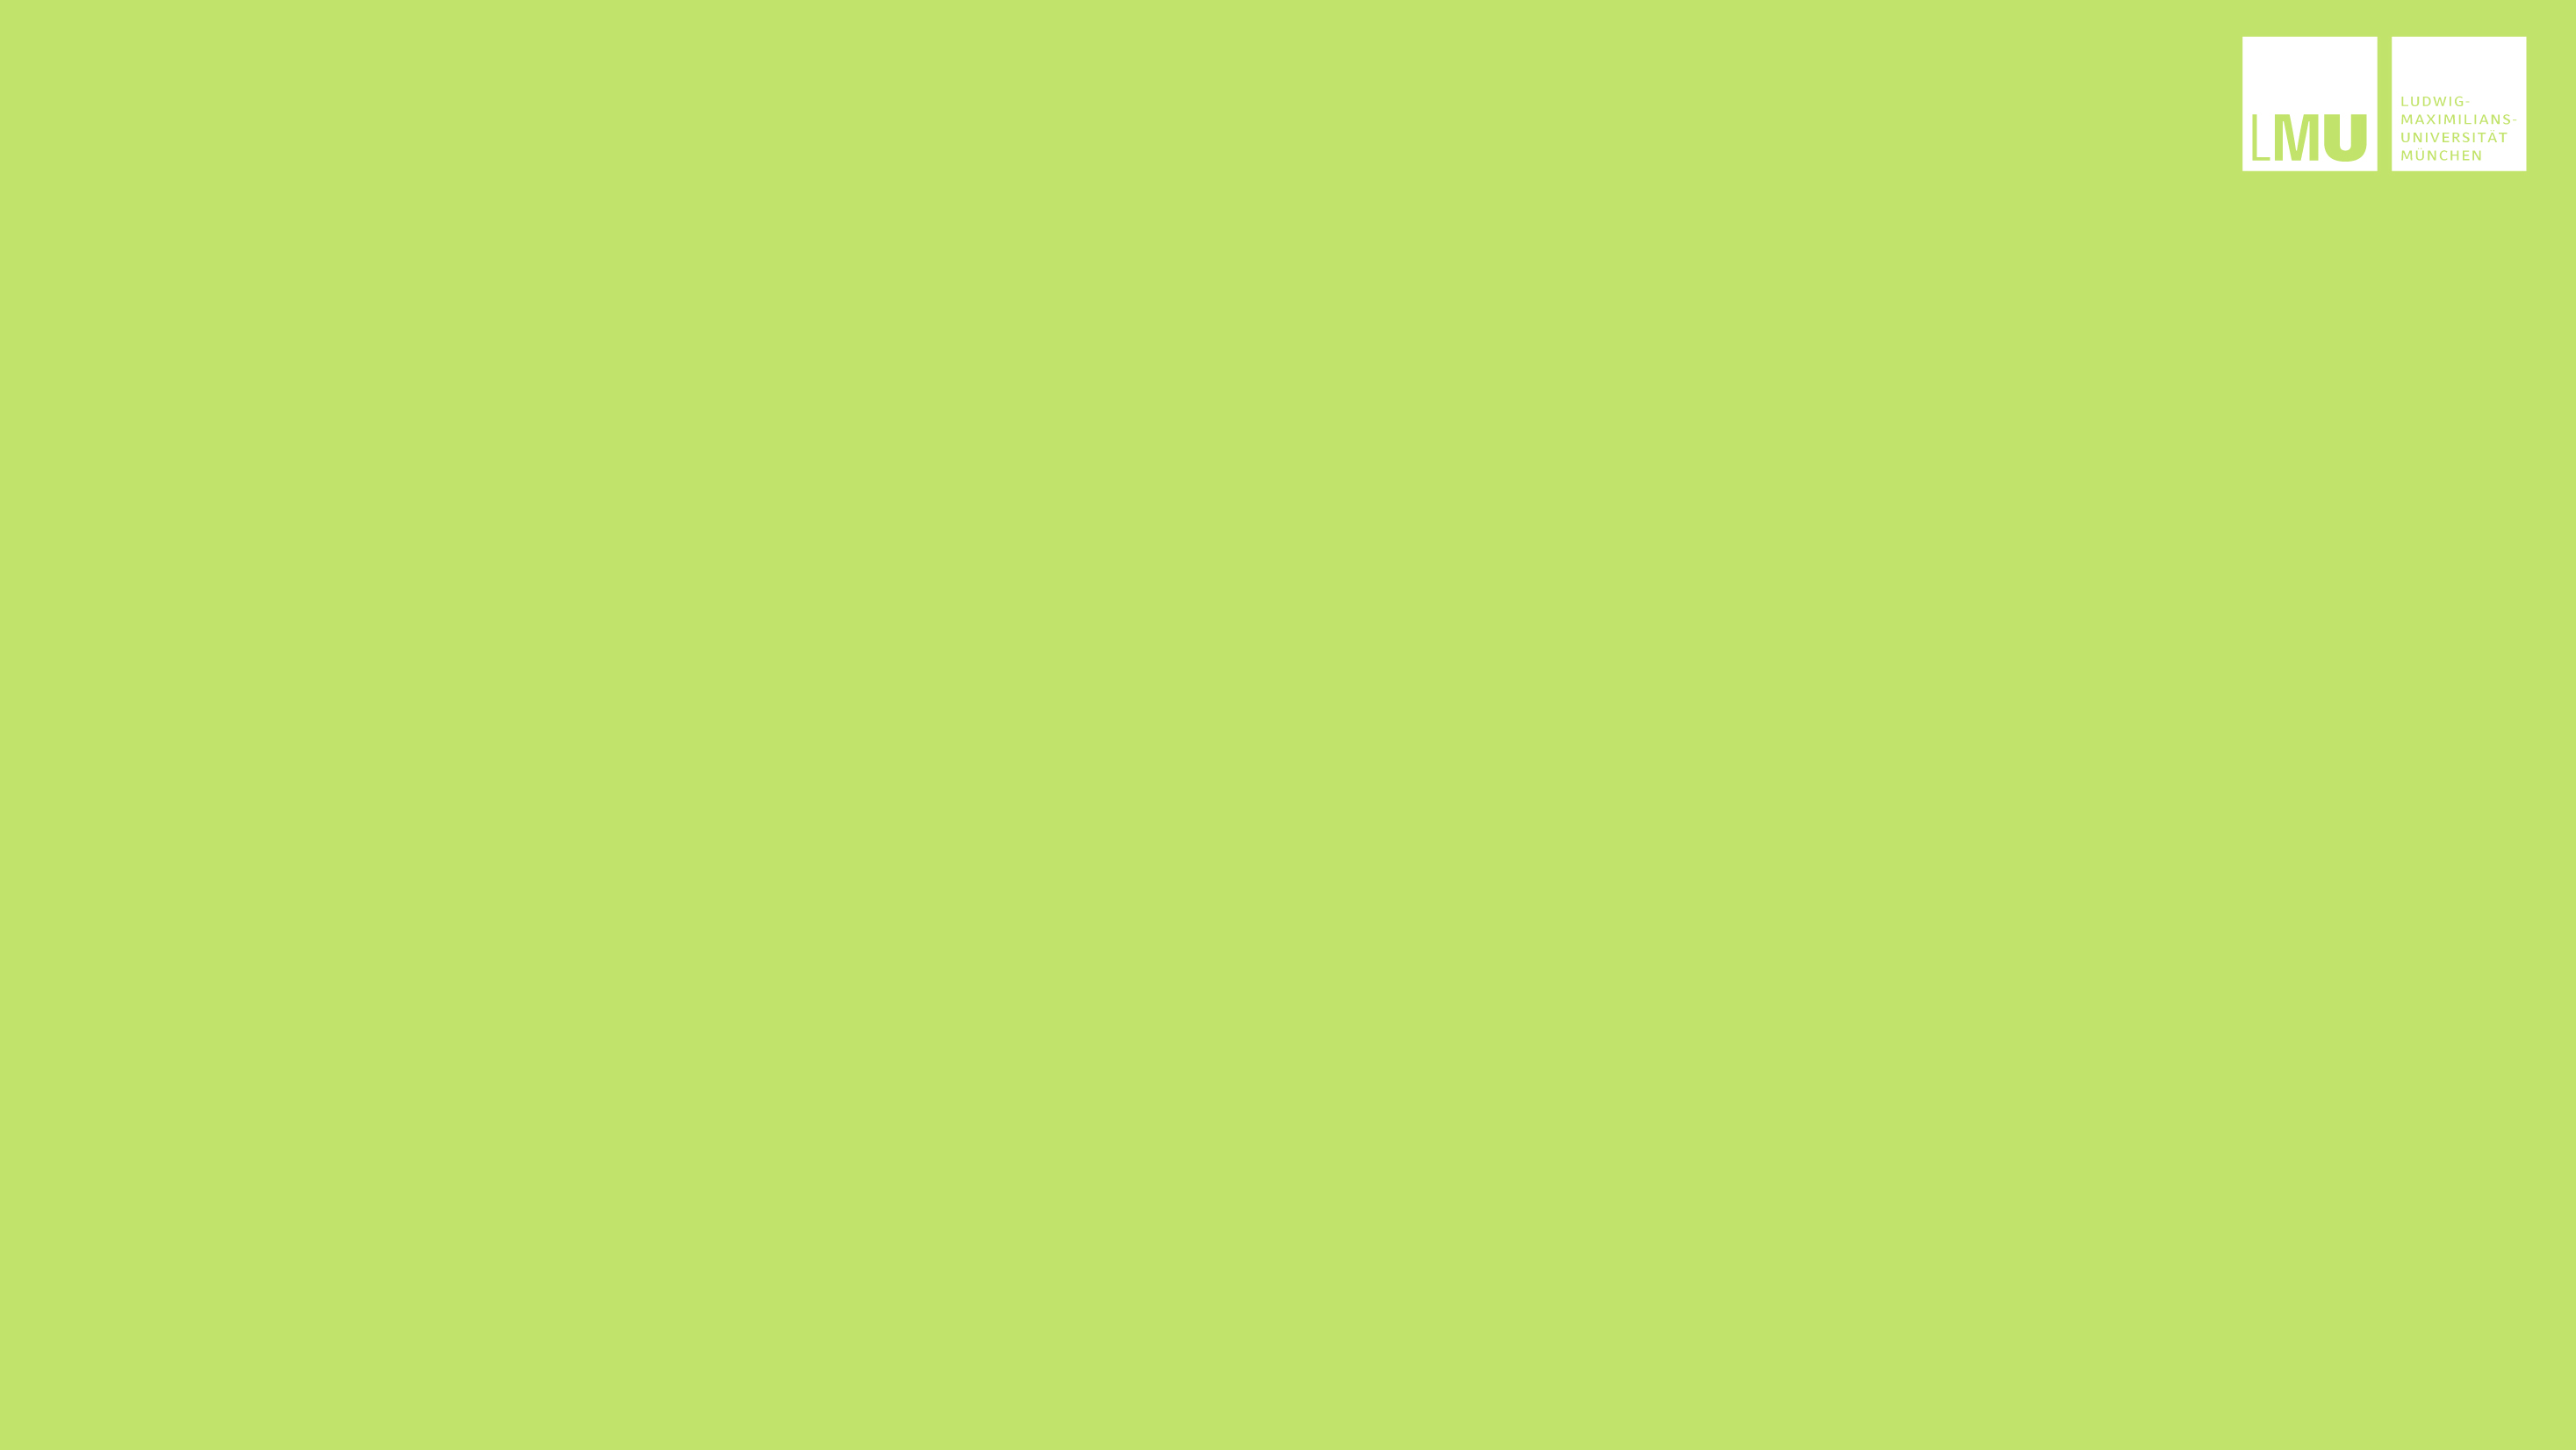 LMU
LUDWIG-
MAXIMILIANS-
UNIVERSITÄT
MÜNCHEN